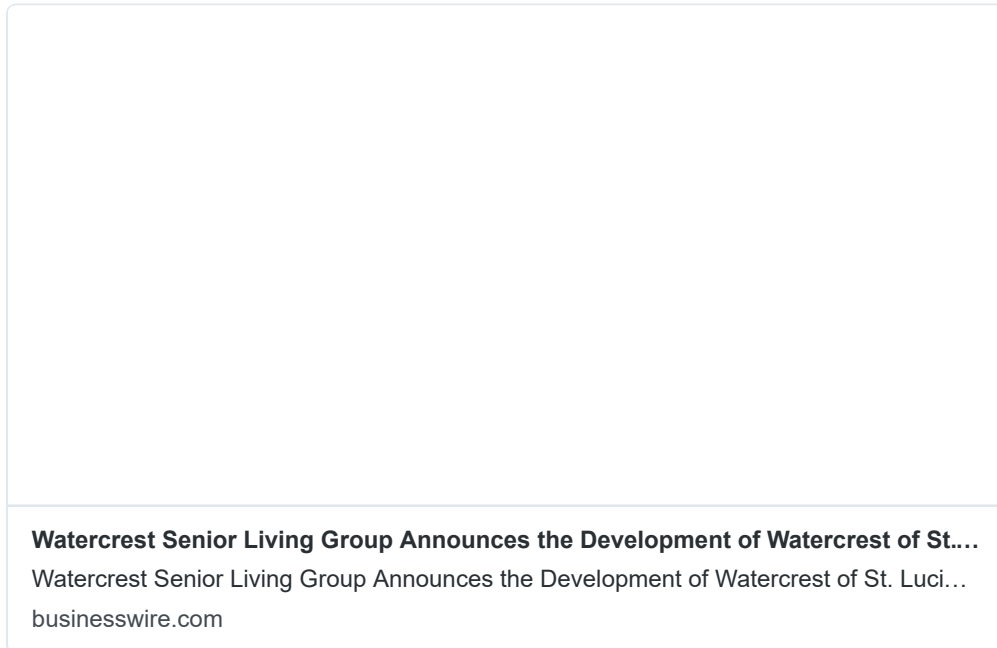 Watercrest Senior Living Group Announces the Development of Watercrest of St.…
Watercrest Senior Living Group Announces the Development of Watercrest of St. Luci…
businesswire.com